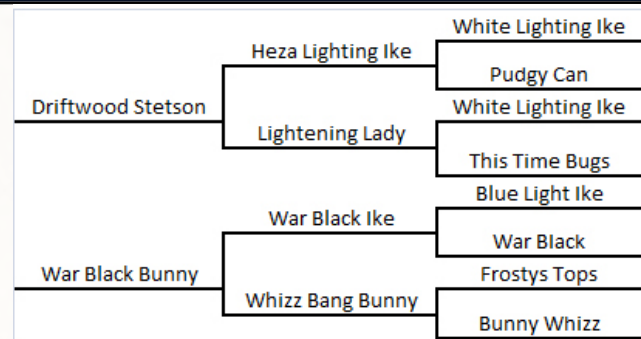 White Lighting Ike
Heza Lighting Ike
Pudgy Can
Driftwood Stetson
White Lighting Ike
Lightening Lady
This Time Bugs
Blue Light Ike
War Black Ike
War Black
War Black Bunny
Frostys Tops
Whizz Bang Bunny
Bunny Whizz